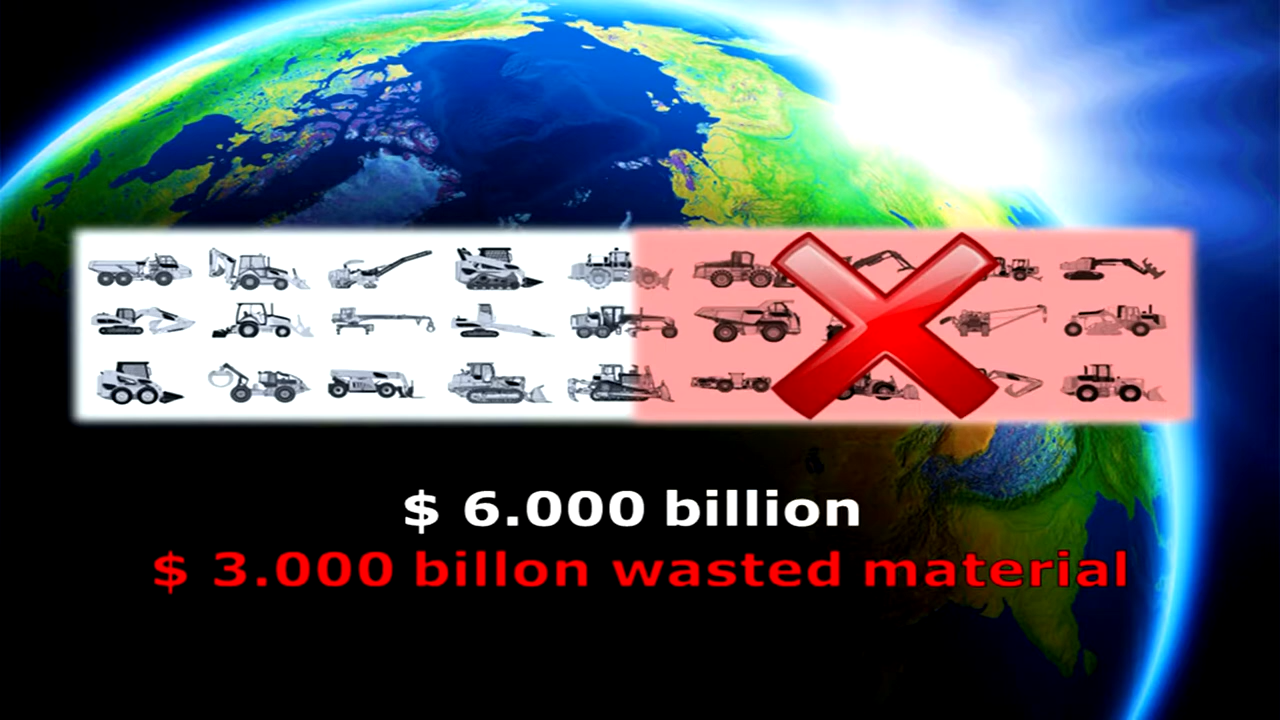 $ 6.000 billion
$ 3.000 billon wasted material